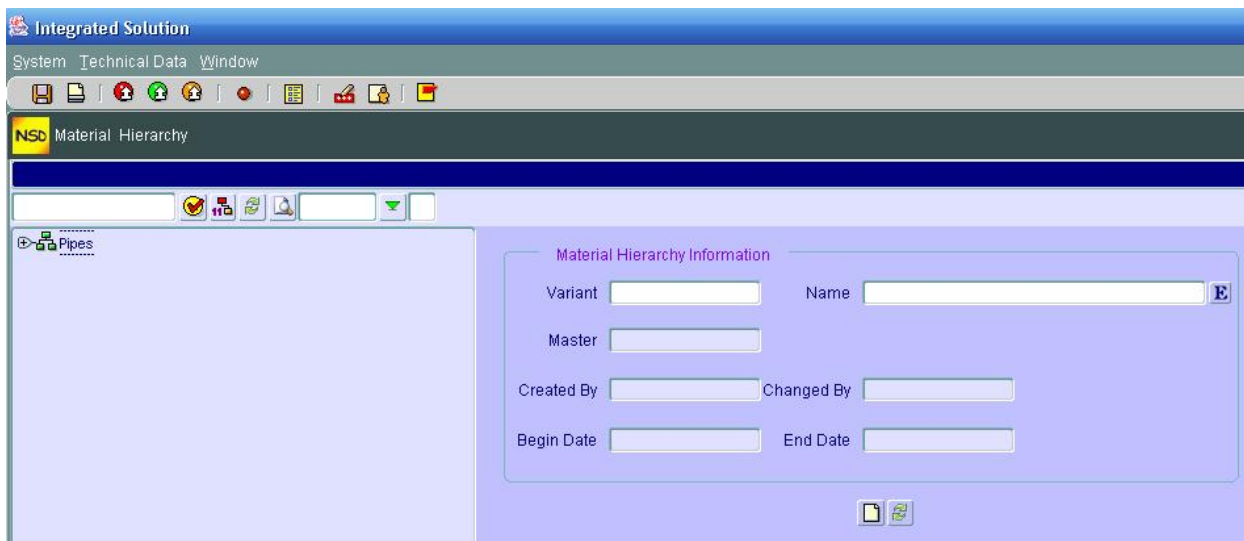 Integrated Solution
System Technical Data Window
NSD Material Hierarchy
11
Pipes
Material Hierarchy Information
Variant Name E
Master
Created By Changed By
Begin Date End Date